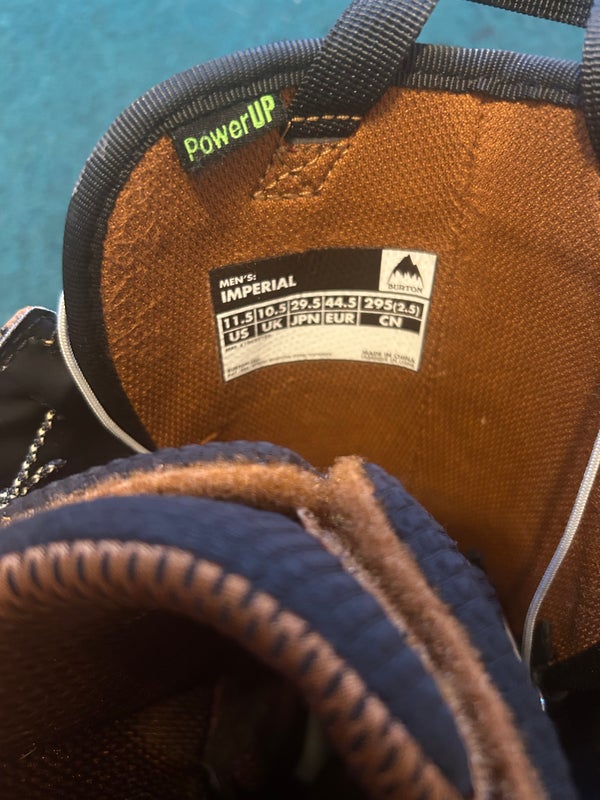 PowerUP
MEN'S:
IMPERIAL
BURTON
11.5 10.5 29.5 44.5 295(2.5)
US UK JPN EUR CN
MADE IN CHINA